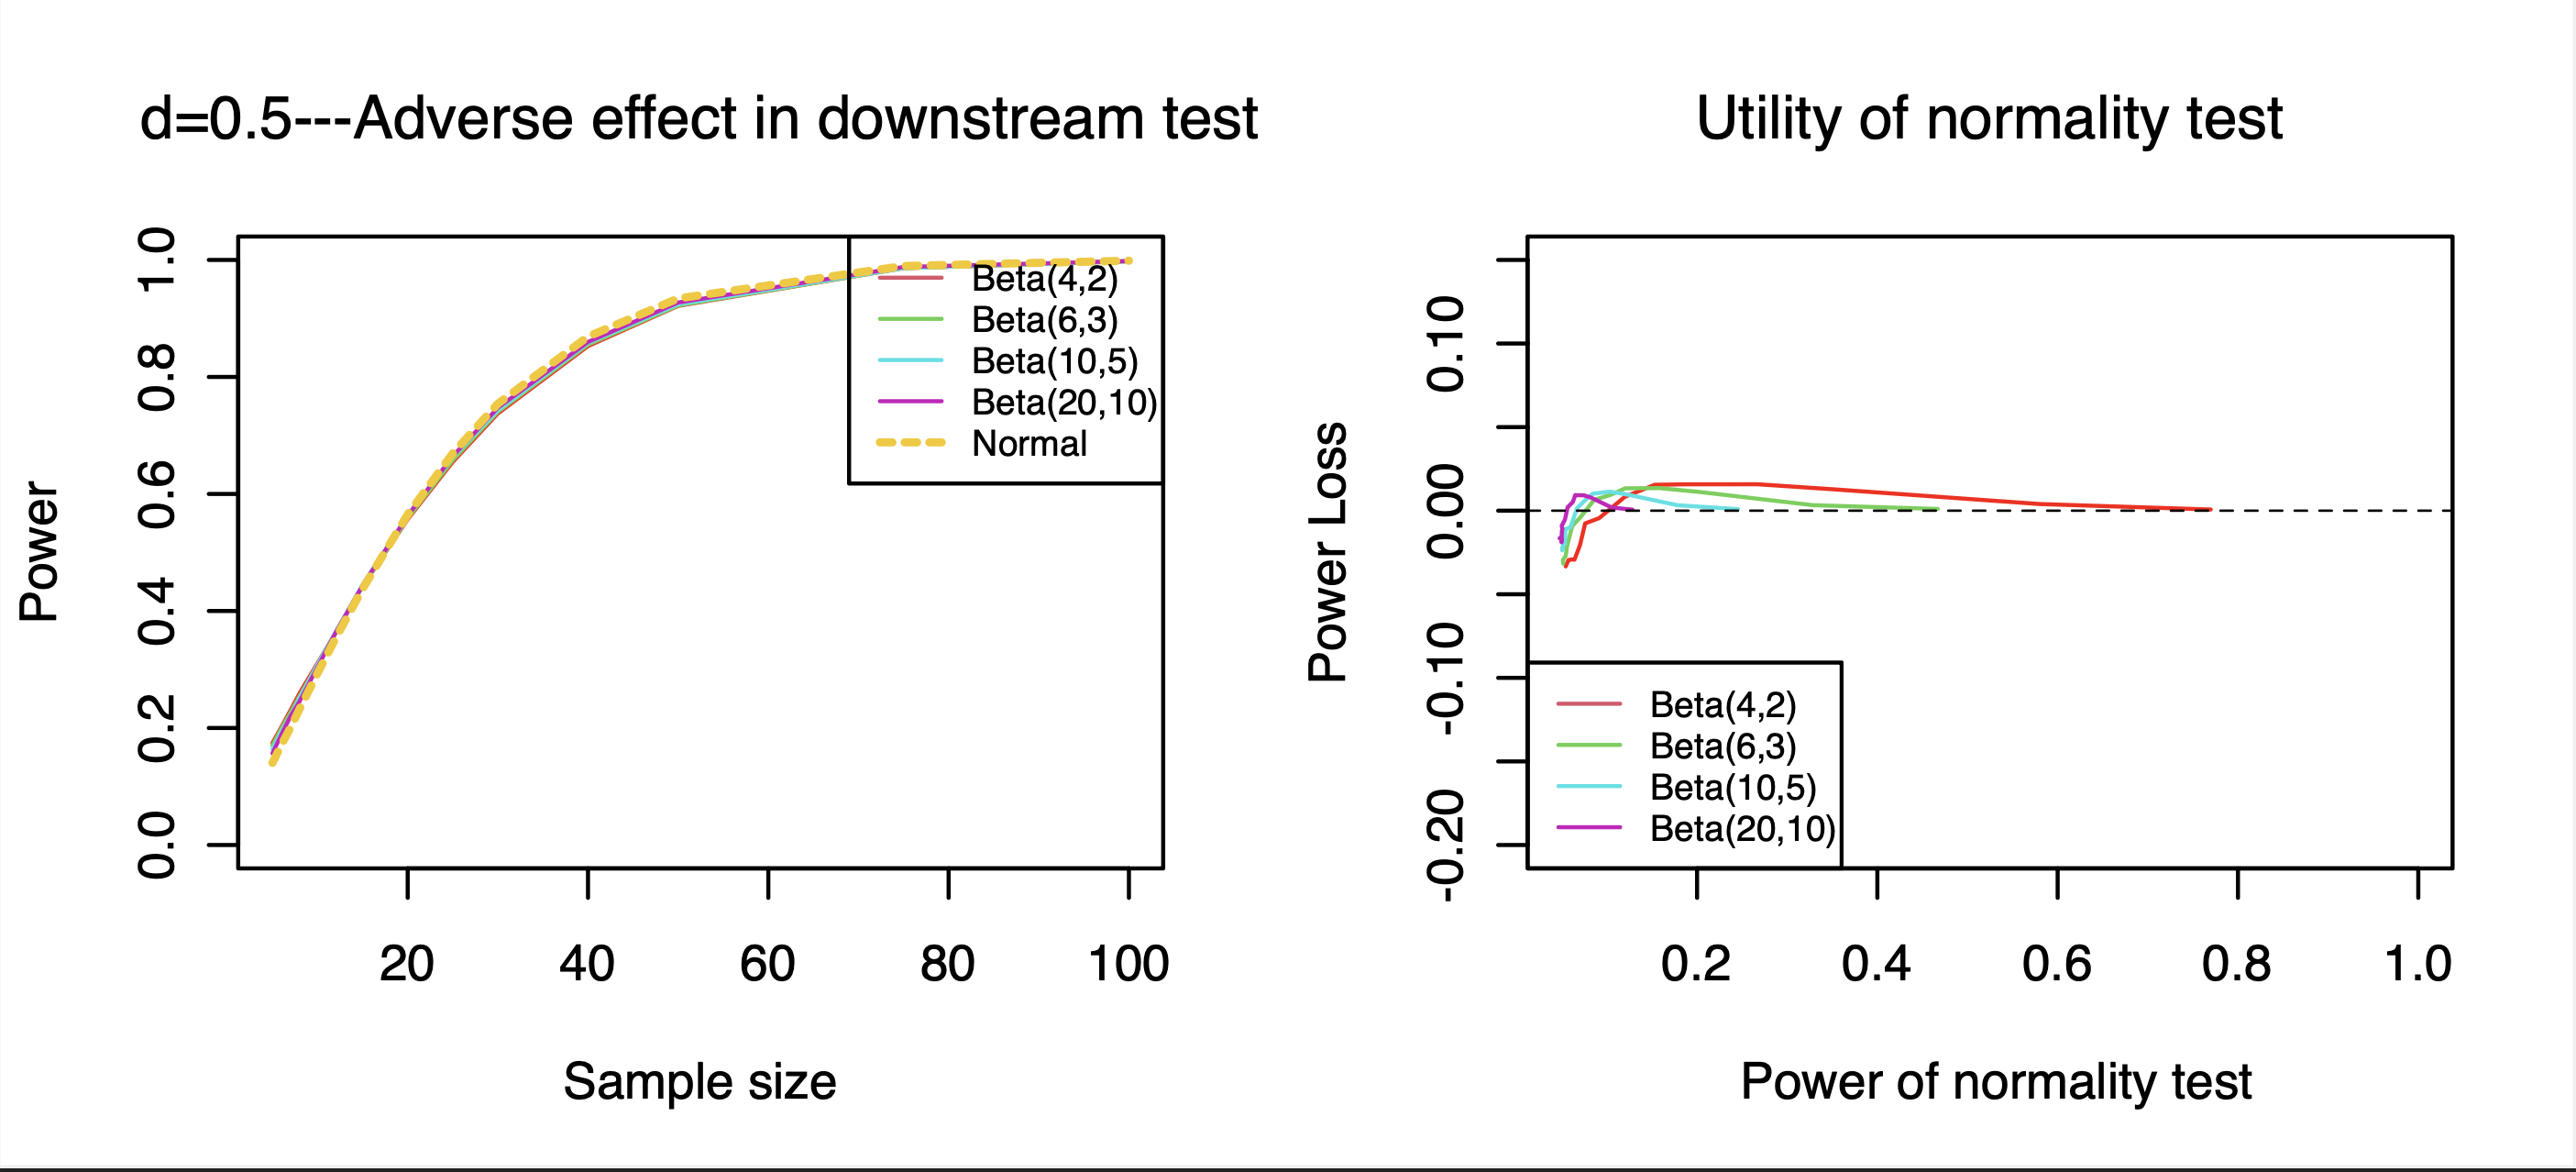 d=0.5---Adverse effect in downstream test
Power
1.0
0.8
0.6
0.4
0.2
0.0
Beta(4,2)
Beta(6,3)
Beta(10,5)
Beta(20,10)
Normal
20 40 60 80 100
Sample size
Utility of normality test
Power Loss
0.10
0.00
-0.10
-0.20
Beta(4,2)
Beta(6,3)
Beta(10,5)
Beta(20,10)
0.2 0.4 0.6 0.8 1.0
Power of normality test